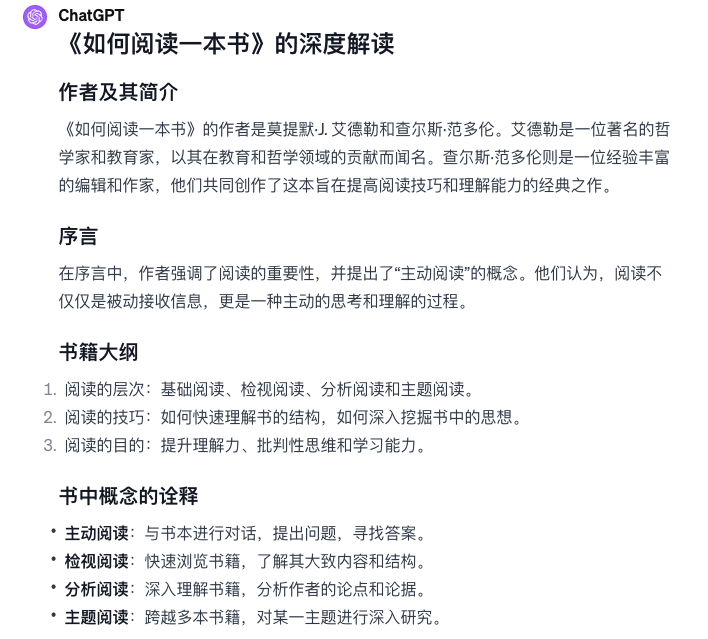 ChatGPT
《如何阅读一本书》的深度解读
作者及其简介
《如何阅读一本书》的作者是莫提默·J. 艾德勒和查尔斯·范多伦。艾德勒是一位著名的哲
学家和教育家，以其在教育和哲学领域的贡献而闻名。查尔斯·范多伦则是一位经验丰富
的编辑和作家，他们共同创作了这本旨在提高阅读技巧和理解能力的经典之作。
序言
在序言中，作者强调了阅读的重要性，并提出了“主动阅读”的概念。他们认为，阅读不
仅仅是被动接收信息，更是一种主动的思考和理解的过程。
书籍大纲
1. 阅读的层次：基础阅读、检视阅读、分析阅读和主题阅读。
2. 阅读的技巧：如何快速理解书的结构，如何深入挖掘书中的思想。
3. 阅读的目的：提升理解力、批判性思维和学习能力。
书中概念的诠释
• 主动阅读：与书本进行对话，提出问题，寻找答案。
• 检视阅读：快速浏览书籍，了解其大致内容和结构。
• 分析阅读：深入理解书籍，分析作者的论点和论据。
• 主题阅读：跨越多本书籍，对某一主题进行深入研究。